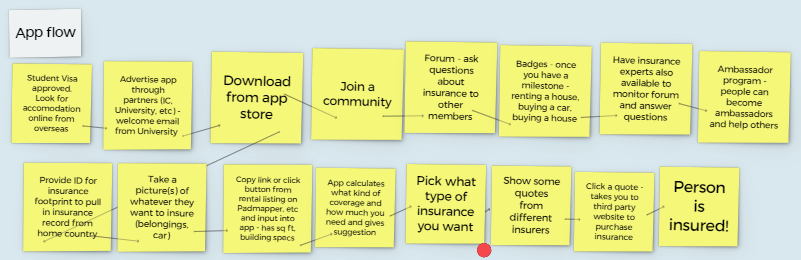 App flow
Student Visa
approved.
Look for
accomodation
online from
overseas
Advertise app
through
partners (IC,
University, etc) -
welcome email
from University
Download
from app
store
Join a
community
Forum - ask
questions
about
insurance to
other
members
Badges - once
you have a
milestone -
renting a house,
buying a car,
buying a house
Have insurance
experts also
available to
monitor forum
and answer
questions
Ambassador
program -
people can
become
ambassadors
and help others
Provide ID for
insurance
footprint to pull
in insurance
record from
home country
Take a
picture(s) of
whatever they
want to insure
(belongings,
car)
Copy link or click
button from
rental listing on
Padmapper, etc
and input into
app - has sq ft,
building specs
App calculates
what kind of
coverage and
how much you
need and gives
suggestion
Pick what
type of
insurance
you want
Show some
quotes
from
different
insurers
Click a quote -
takes you to
third party
website to
purchase
insurance
Person
is
insured!